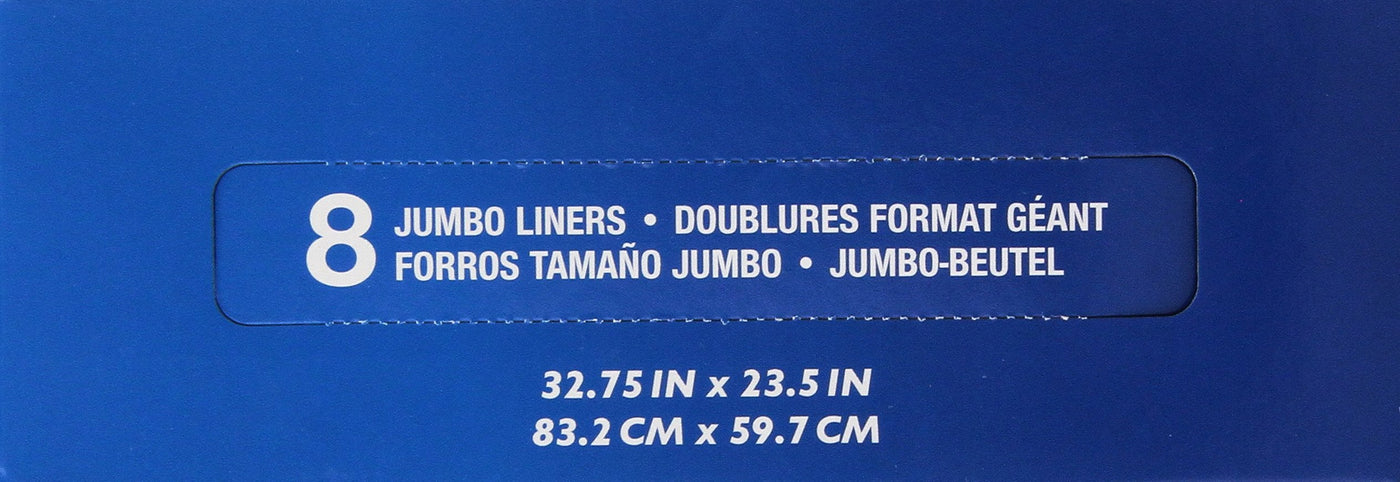 8 JUMBO LINERS • DOUBLURES FORMAT GÉANT
FORROS TAMAÑO JUMBO • JUMBO-BEUTEL
32.75 IN x 23.5 IN
83.2 CM x 59.7 CM